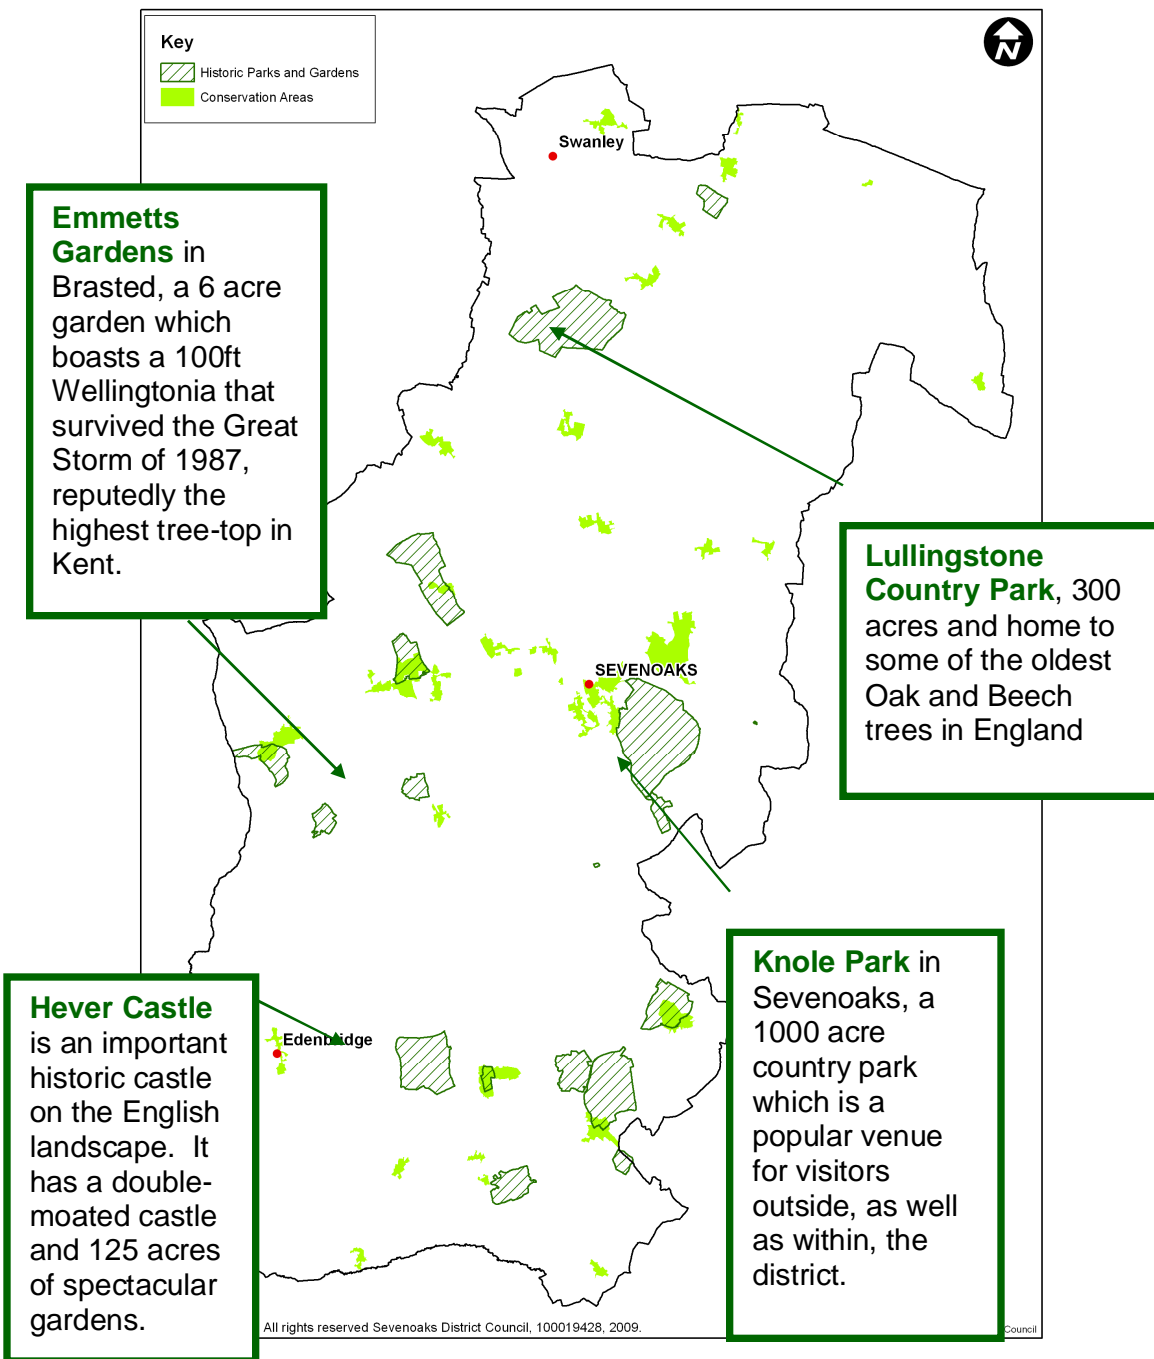 Key
Historic Parks and Gardens
Conservation Areas
N
Swanley
Emmetts
Gardens in
Brasted, a 6 acre
garden which
boasts a 100ft
Wellingtonia that
survived the Great
Storm of 1987,
reputedly the
highest tree-top in
Kent.
Lullingstone
Country Park, 300
acres and home to
some of the oldest
Oak and Beech
trees in England
SEVENOAKS
Knole Park in
Sevenoaks, a
1000 acre
country park
which is a
popular venue
for visitors
outside, as well
as within, the
district.
Hever Castle
is an important
historic castle
on the English
landscape.  It
has a double-
moated castle
and 125 acres
of spectacular
gardens.
Edenbridge
All rights reserved Sevenoaks District Council, 100019428, 2009.
Council